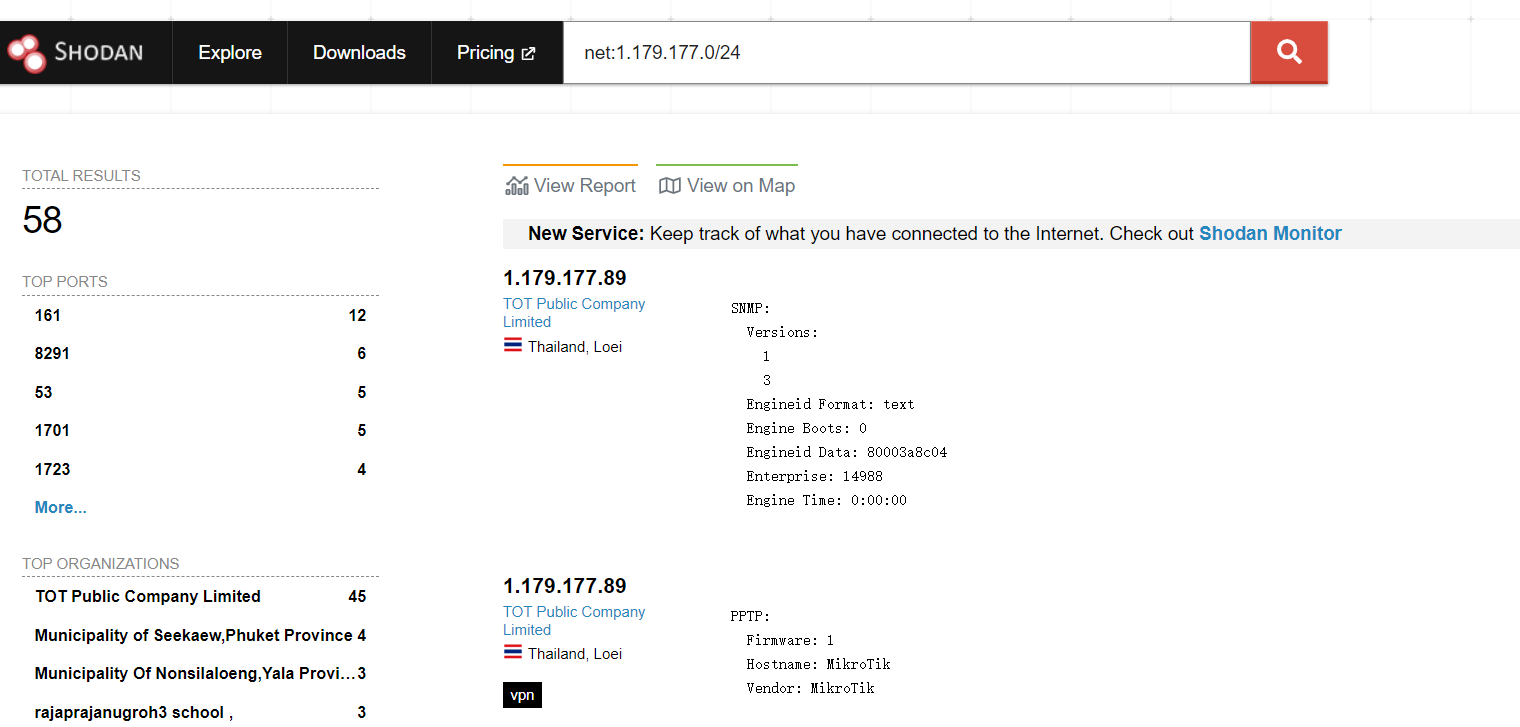 SHODAN Explore Downloads Pricing net:1.179.177.0/24
TOTAL RESULTS
58
TOP PORTS
161 12
8291 6
53 5
1701 5
1723 4
More...
TOP ORGANIZATIONS
TOT Public Company Limited 45
Municipality of Seekaew,Phuket Province 4
Municipality Of Nonsilaloeng,Yala Provi... 3
rajaprajanugroh3 school , 3
View Report View on Map
New Service: Keep track of what you have connected to the Internet. Check out Shodan Monitor
1.179.177.89
TOT Public Company
Limited
Thailand, Loei
SNMP:
Versions:
1
3
Engineid Format: text
Engine Boots: 0
Engineid Data: 80003a8c04
Enterprise: 14988
Engine Time: 0:00:00
1.179.177.89
TOT Public Company
Limited
Thailand, Loei
vpn
PPTP:
Firmware: 1
Hostname: MikroTik
Vendor: MikroTik